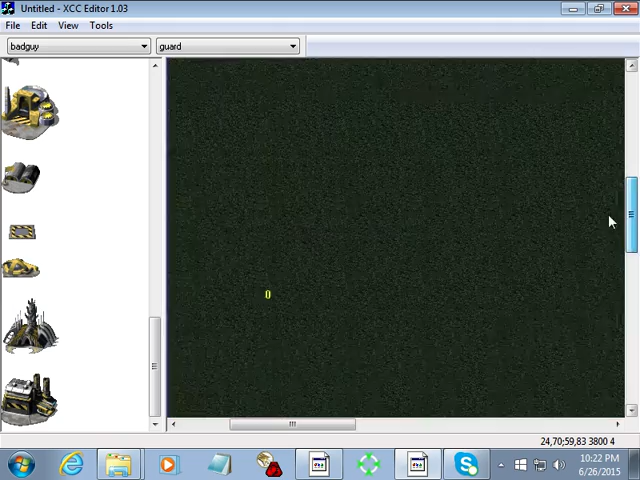 Untitled - XCC Editor 1.03
File Edit View Tools
badguy guard
0
24,70;59,83 3800 4
10:22 PM
6/26/2015